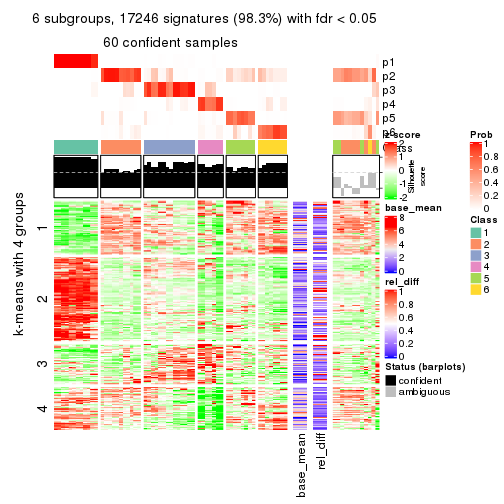 6 subgroups, 17246 signatures (98.3%) with fdr < 0.05
60 confident samples
p1
p2
p3
p4
p5
p6
Class
Silhouette
score
k-means with 4 groups
1
2
3
4
base_mean
rel_diff
z-score
2
1
0
-1
-2
base_mean
8
6
4
2
0
rel_diff
1
0.8
0.6
0.4
0.2
0
Status (barplots)
confident
ambiguous
Prob
1
0.8
0.6
0.4
0.2
0
Class
1
2
3
4
5
6